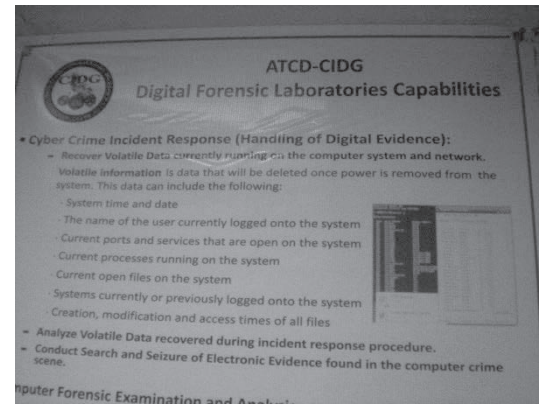 CIDG
ATCD-CIDG
Digital Forensic Laboratories Capabilities
• Cyber Crime Incident Response (Handling of Digital Evidence):
– Recover Volatile Data currently running on the computer system and network.
Volatile information is data that will be deleted once power is removed from the
system. This data can include the following:
· System time and date
· The name of the user currently logged onto the system
· Current ports and services that are open on the system
· Current processes running on the system
· Current open files on the system
· Systems currently or previously logged onto the system
· Creation, modification and access times of all files
– Analyze Volatile Data recovered during incident response procedure.
– Conduct Search and Seizure of Electronic Evidence found in the computer crime
scene.
mputer Forensic Examination and